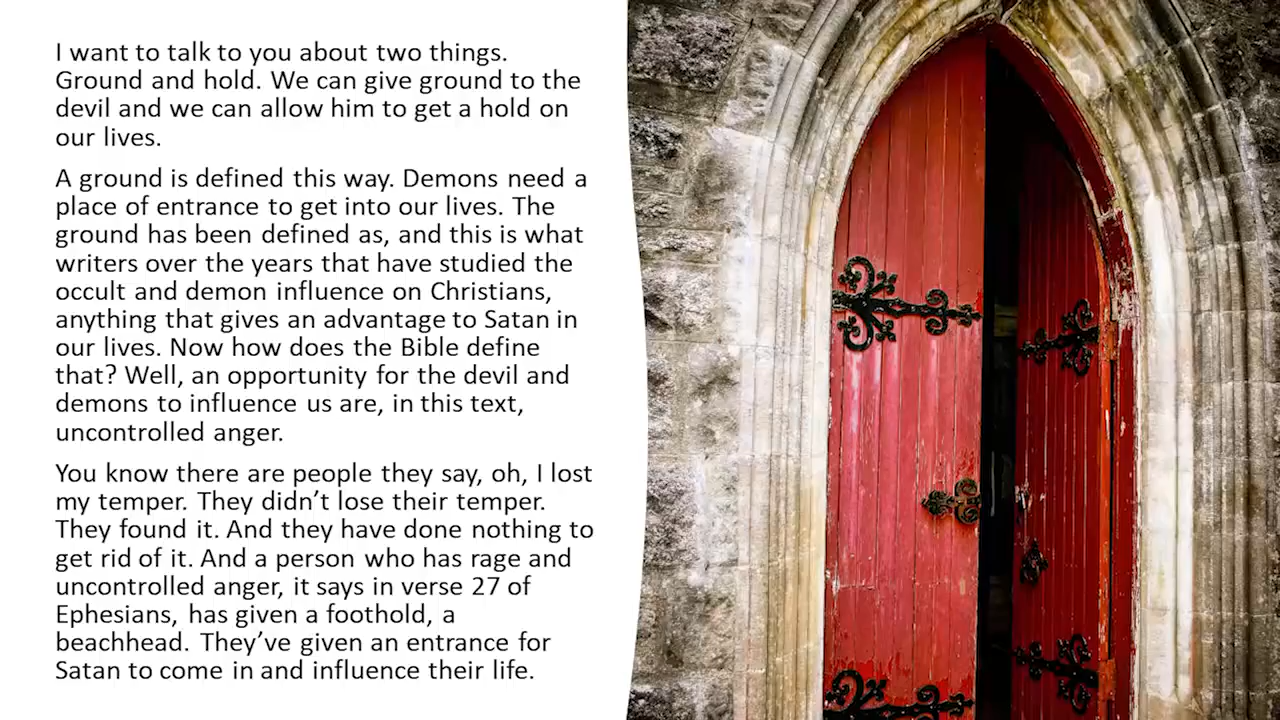 I want to talk to you about two things.
Ground and hold. We can give ground to the
devil and we can allow him to get a hold on
our lives.
A ground is defined this way. Demons need a
place of entrance to get into our lives. The
ground has been defined as, and this is what
writers over the years that have studied the
occult and demon influence on Christians,
anything that gives an advantage to Satan in
our lives. Now how does the Bible define
that? Well, an opportunity for the devil and
demons to influence us are, in this text,
uncontrolled anger.
You know there are people they say, oh, I lost
my temper. They didn’t lose their temper.
They found it. And they have done nothing to
get rid of it. And a person who has rage and
uncontrolled anger, it says in verse 27 of
Ephesians, has given a foothold, a
beachhead. They’ve given an entrance for
Satan to come in and influence their life.